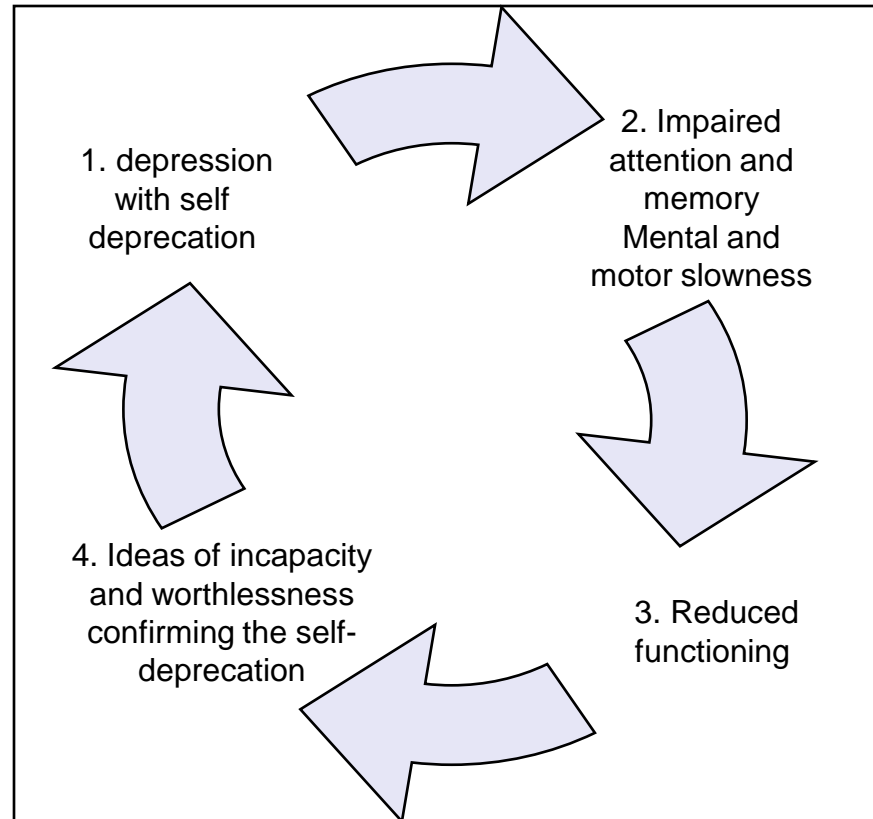 1. depression
with self
deprecation
2. Impaired
attention and
memory
Mental and
motor slowness
3. Reduced
functioning
4. Ideas of incapacity
and worthlessness
confirming the self-
deprecation